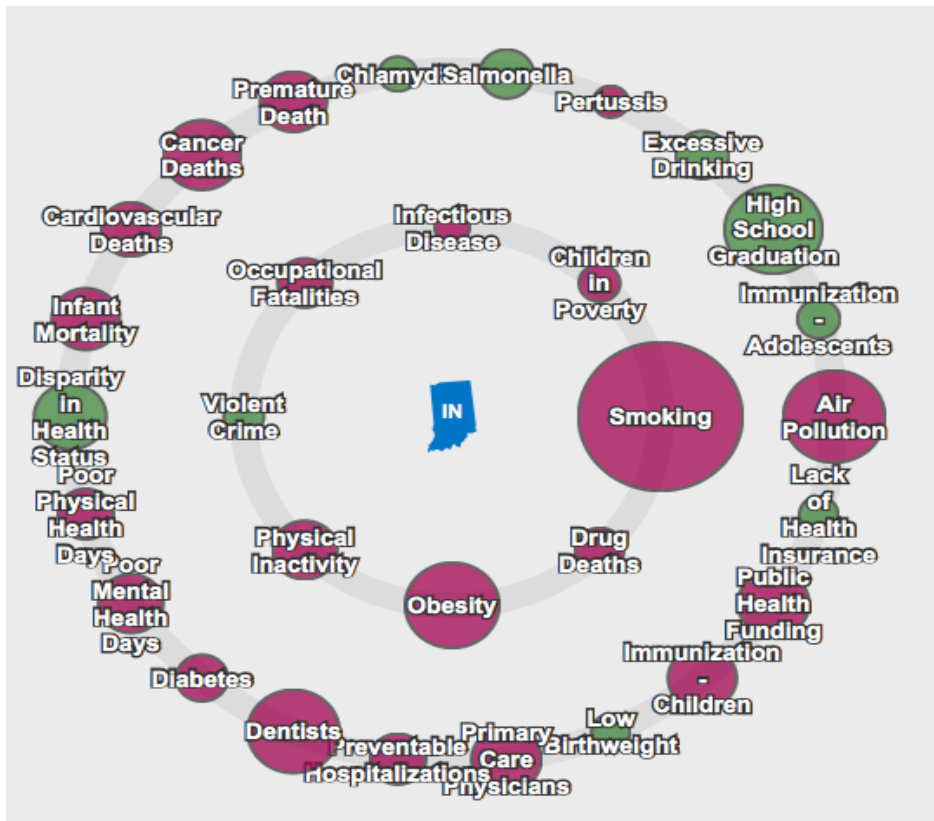 Chlamydi
Salmonella
Premature
Death
Pertussis
Cancer
Deaths
Excessive
Drinking
Cardiovascular
Deaths
Infectious
Disease
High
School
Graduation
Occupational
Fatalities
Children
in
Poverty
Infant
Mortality
Immunization
-
Adolescents
Disparity
in
Health
Status
Violent
Crime
IN
Smoking
Air
Pollution
Poor
Physical
Health
Days
Lack
of
Health
Insurance
Physical
Inactivity
Drug
Deaths
Poor
Mental
Health
Days
Obesity
Public
Health
Funding
Diabetes
Immunization
-
Children
Dentists
Preventable
Hospitalizations
Primary
Care
Physicians
Low
Birthweight